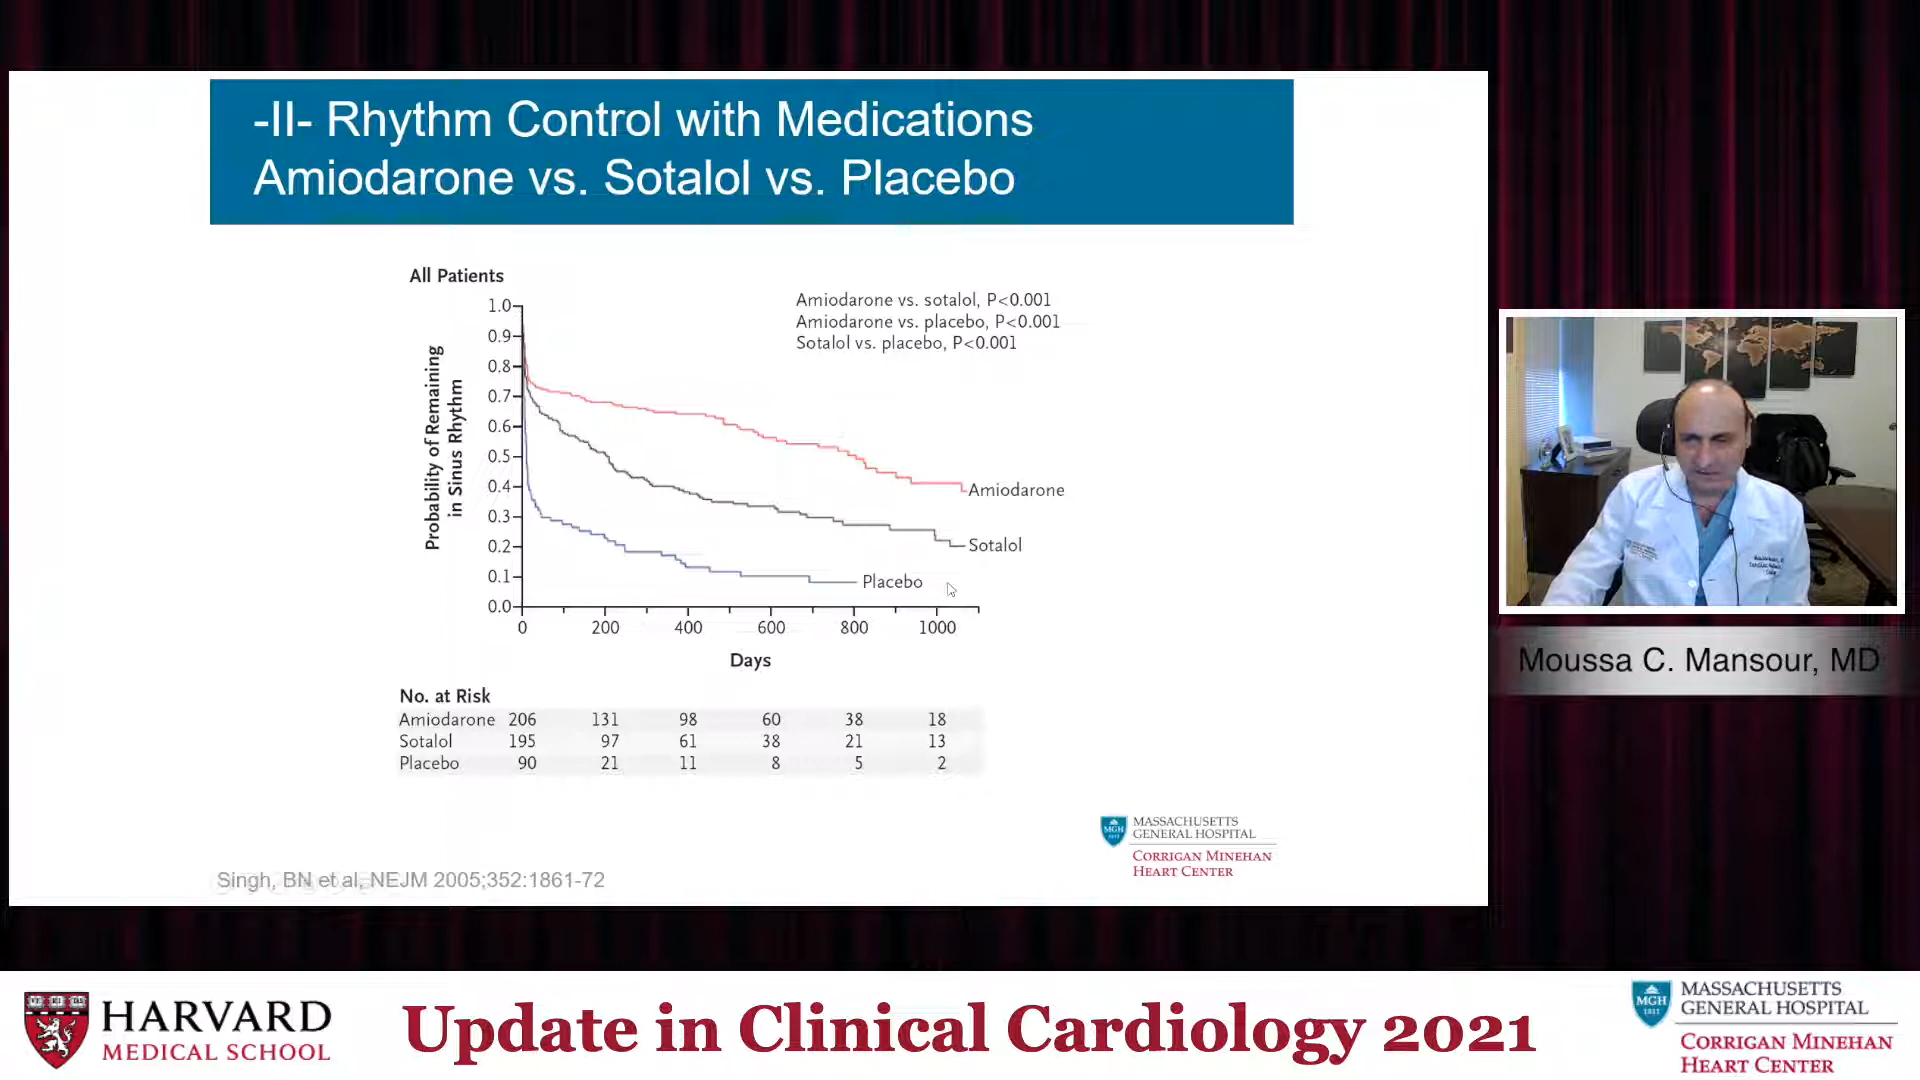 -II- Rhythm Control with Medications
Amiodarone vs. Sotalol vs. Placebo
All Patients
Amiodarone vs. sotalol, P<0.001
Amiodarone vs. placebo, P<0.001
Sotalol vs. placebo, P<0.001
Probability of Remaining
in Sinus Rhythm
1.0
0.9
0.8
0.7
0.6
0.5
0.4
0.3
0.2
0.1
0.0
Amiodarone
Sotalol
Placebo
0 200 400 600 800 1000
Days
No. at Risk
Amiodarone 206 131 98 60 38 18
Sotalol 195 97 61 38 21 13
Placebo 90 21 11 8 5 2
MGH
MASSACHUSETTS
GENERAL HOSPITAL
CORRIGAN MINEHAN
HEART CENTER
Singh, BN et al, NEJM 2005;352:1861-72
Moussa C. Mansour, MD
HARVARD
MEDICAL SCHOOL
Update in Clinical Cardiology 2021
MGH
1811
MASSACHUSETTS
GENERAL HOSPITAL
CORRIGAN MINEHAN
HEART CENTER